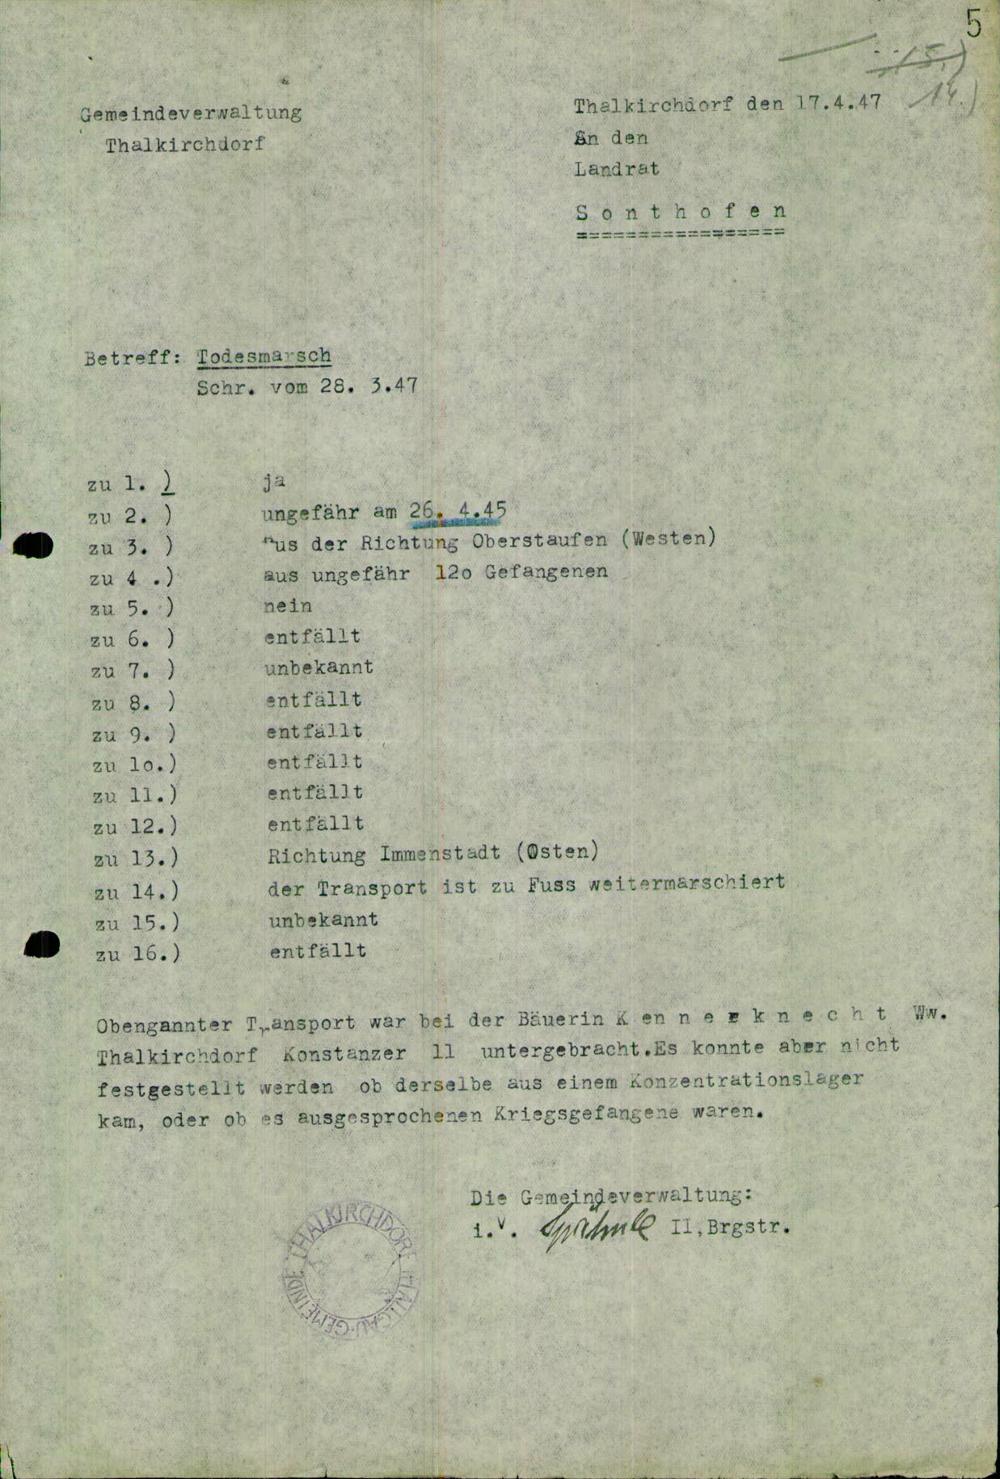 5
15.)
14.)
Gemeindeverwaltung
Thalkirchdorf
Thalkirchdorf den 17.4.47
An den
Landrat
S o n t h o f e n
=================
Betreff: Todesmarsch
Schr. vom 28. 3.47
zu 1. ) ja
zu 2. ) ungefähr am 26. 4.45
zu 3. ) Aus der Richtung Oberstaufen (Westen)
zu 4 .) aus ungefähr 12o Gefangenen
zu 5. ) nein
zu 6. ) entfällt
zu 7. ) unbekannt
zu 8. ) entfällt
zu 9. ) entfällt
zu 1o.) entfällt
zu 11.) entfällt
zu 12.) entfällt
zu 13.) Richtung Immenstadt (Osten)
zu 14.) der Transport ist zu Fuss weitermarschiert
zu 15.) unbekannt
zu 16.) entfällt
Obengannter Transport war bei der Bäuerin K en n e r k n e c h t Ww.
Thalkirchdorf Konstanzer 11 untergebracht.Es konnte aber nicht
festgestellt werden ob derselbe aus einem Konzentrationslager
kam, oder ob es ausgesprochenen Kriegsgefangene waren.
Die Gemeindeverwaltung:
i.V. II,Brgstr.
GEMEINDE THALKIRCHDORF